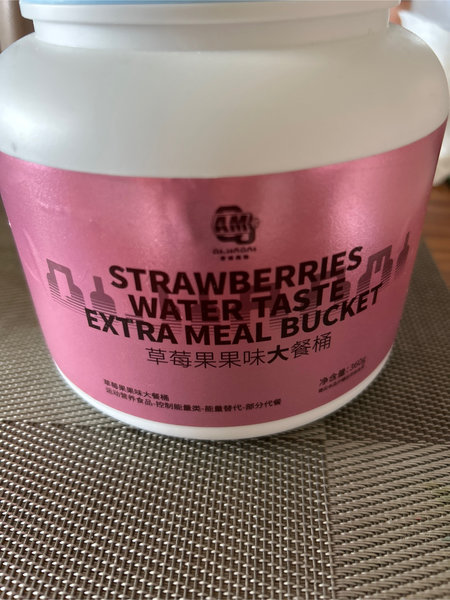 AM
STRAWBERRIES
WATER TASTE
EXTRA MEAL BUCKET
草莓果果味大餐桶
净含量:360g
草莓果果味大餐桶
运动营养食品-控制能量类-能量替代-部分代餐